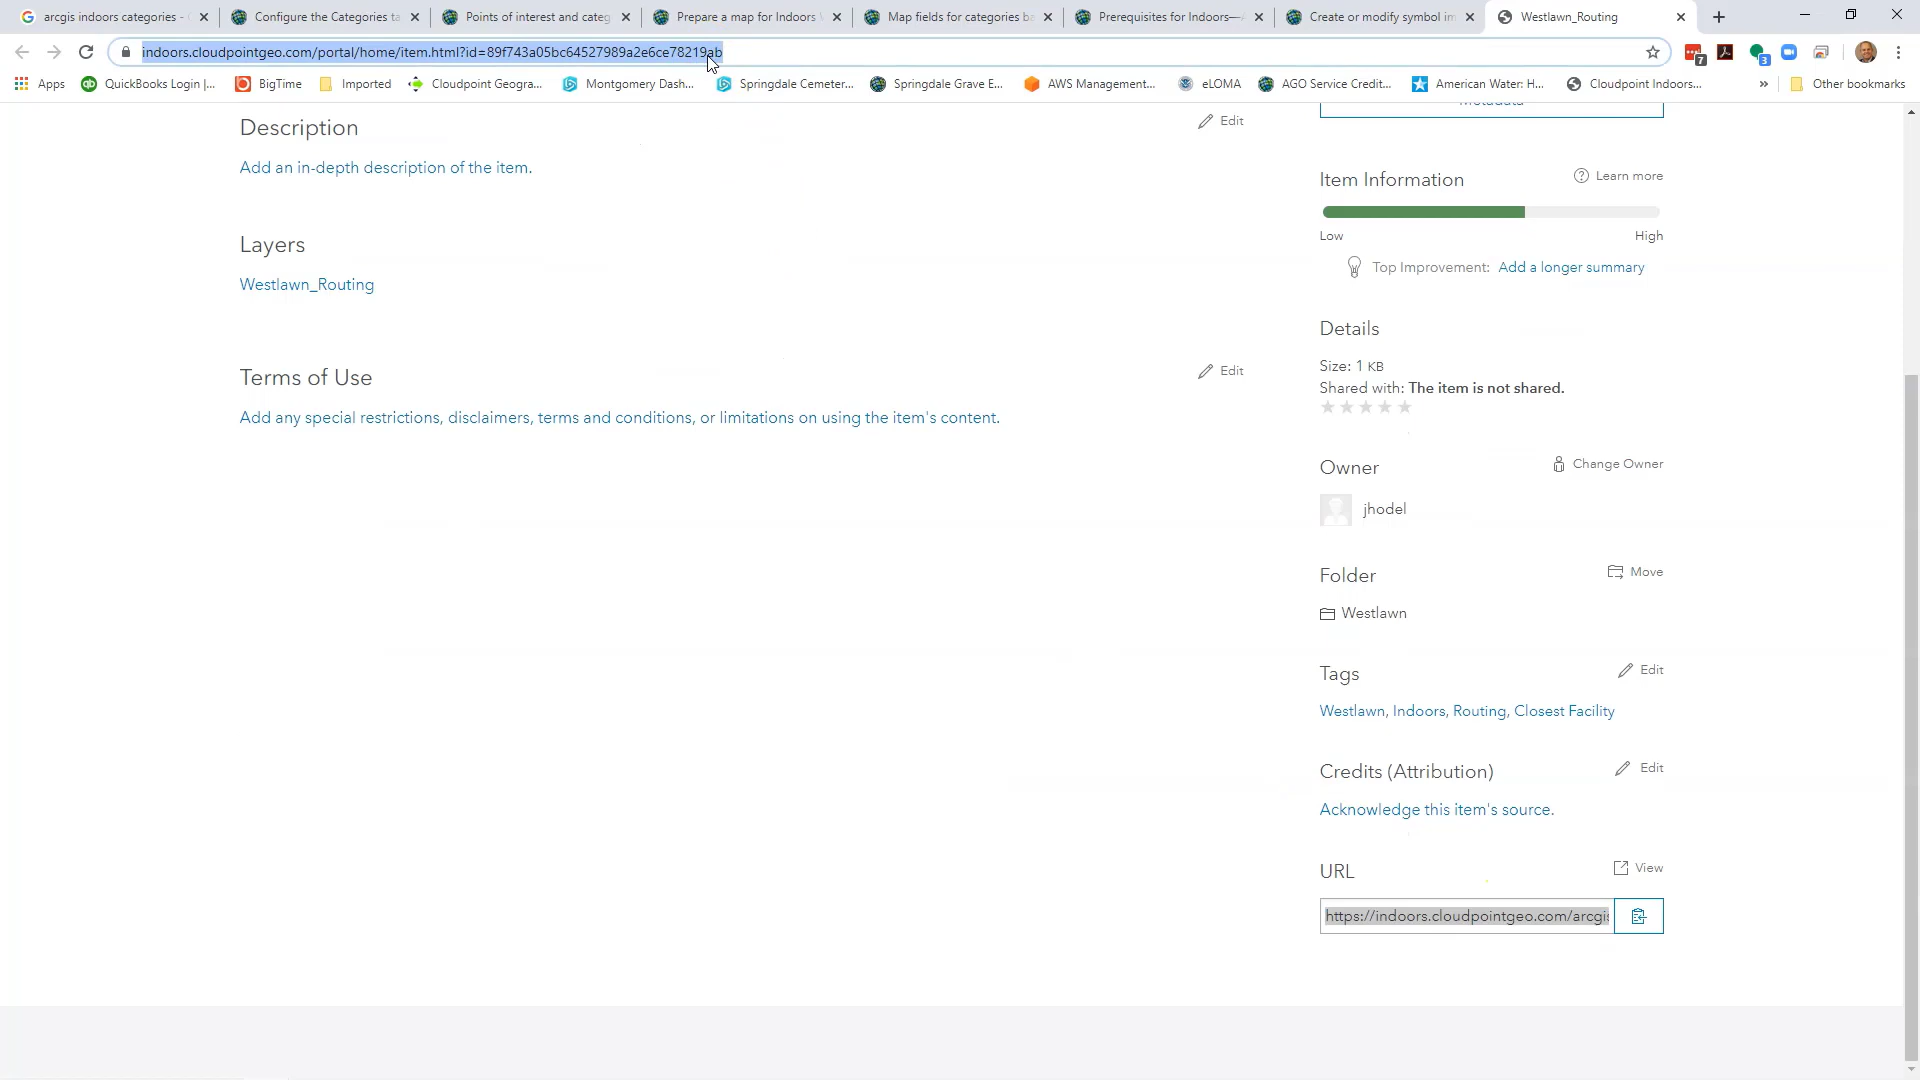 arcgis indoors categories -
Configure the Categories ta
Points of interest and categ
Prepare a map for Indoors
Map fields for categories ba
Prerequisites for Indoors—
Create or modify symbol im
Westlawn_Routing
indoors.cloudpointgeo.com/portal/home/item.html?id=89f743a05bc64527989a2e6ce78219ab
7
3
Apps
QuickBooks Login |...
BigTime
Imported
Cloudpoint Geogra...
Montgomery Dash...
Springdale Cemeter...
Springdale Grave E...
AWS Management...
eLOMA
AGO Service Credit...
American Water: H...
Cloudpoint Indoors...
»
Other bookmarks
Metadata
Description
Edit
Add an in-depth description of the item.
Layers
Westlawn_Routing
Terms of Use
Edit
Add any special restrictions, disclaimers, terms and conditions, or limitations on using the item's content.
Item Information
Learn more
Low
High
Top Improvement: Add a longer summary
Details
Size: 1 KB
Shared with: The item is not shared.
Owner
Change Owner
jhodel
Folder
Move
Westlawn
Tags
Edit
Westlawn, Indoors, Routing, Closest Facility
Credits (Attribution)
Edit
Acknowledge this item's source.
URL
View
https://indoors.cloudpointgeo.com/arcgis